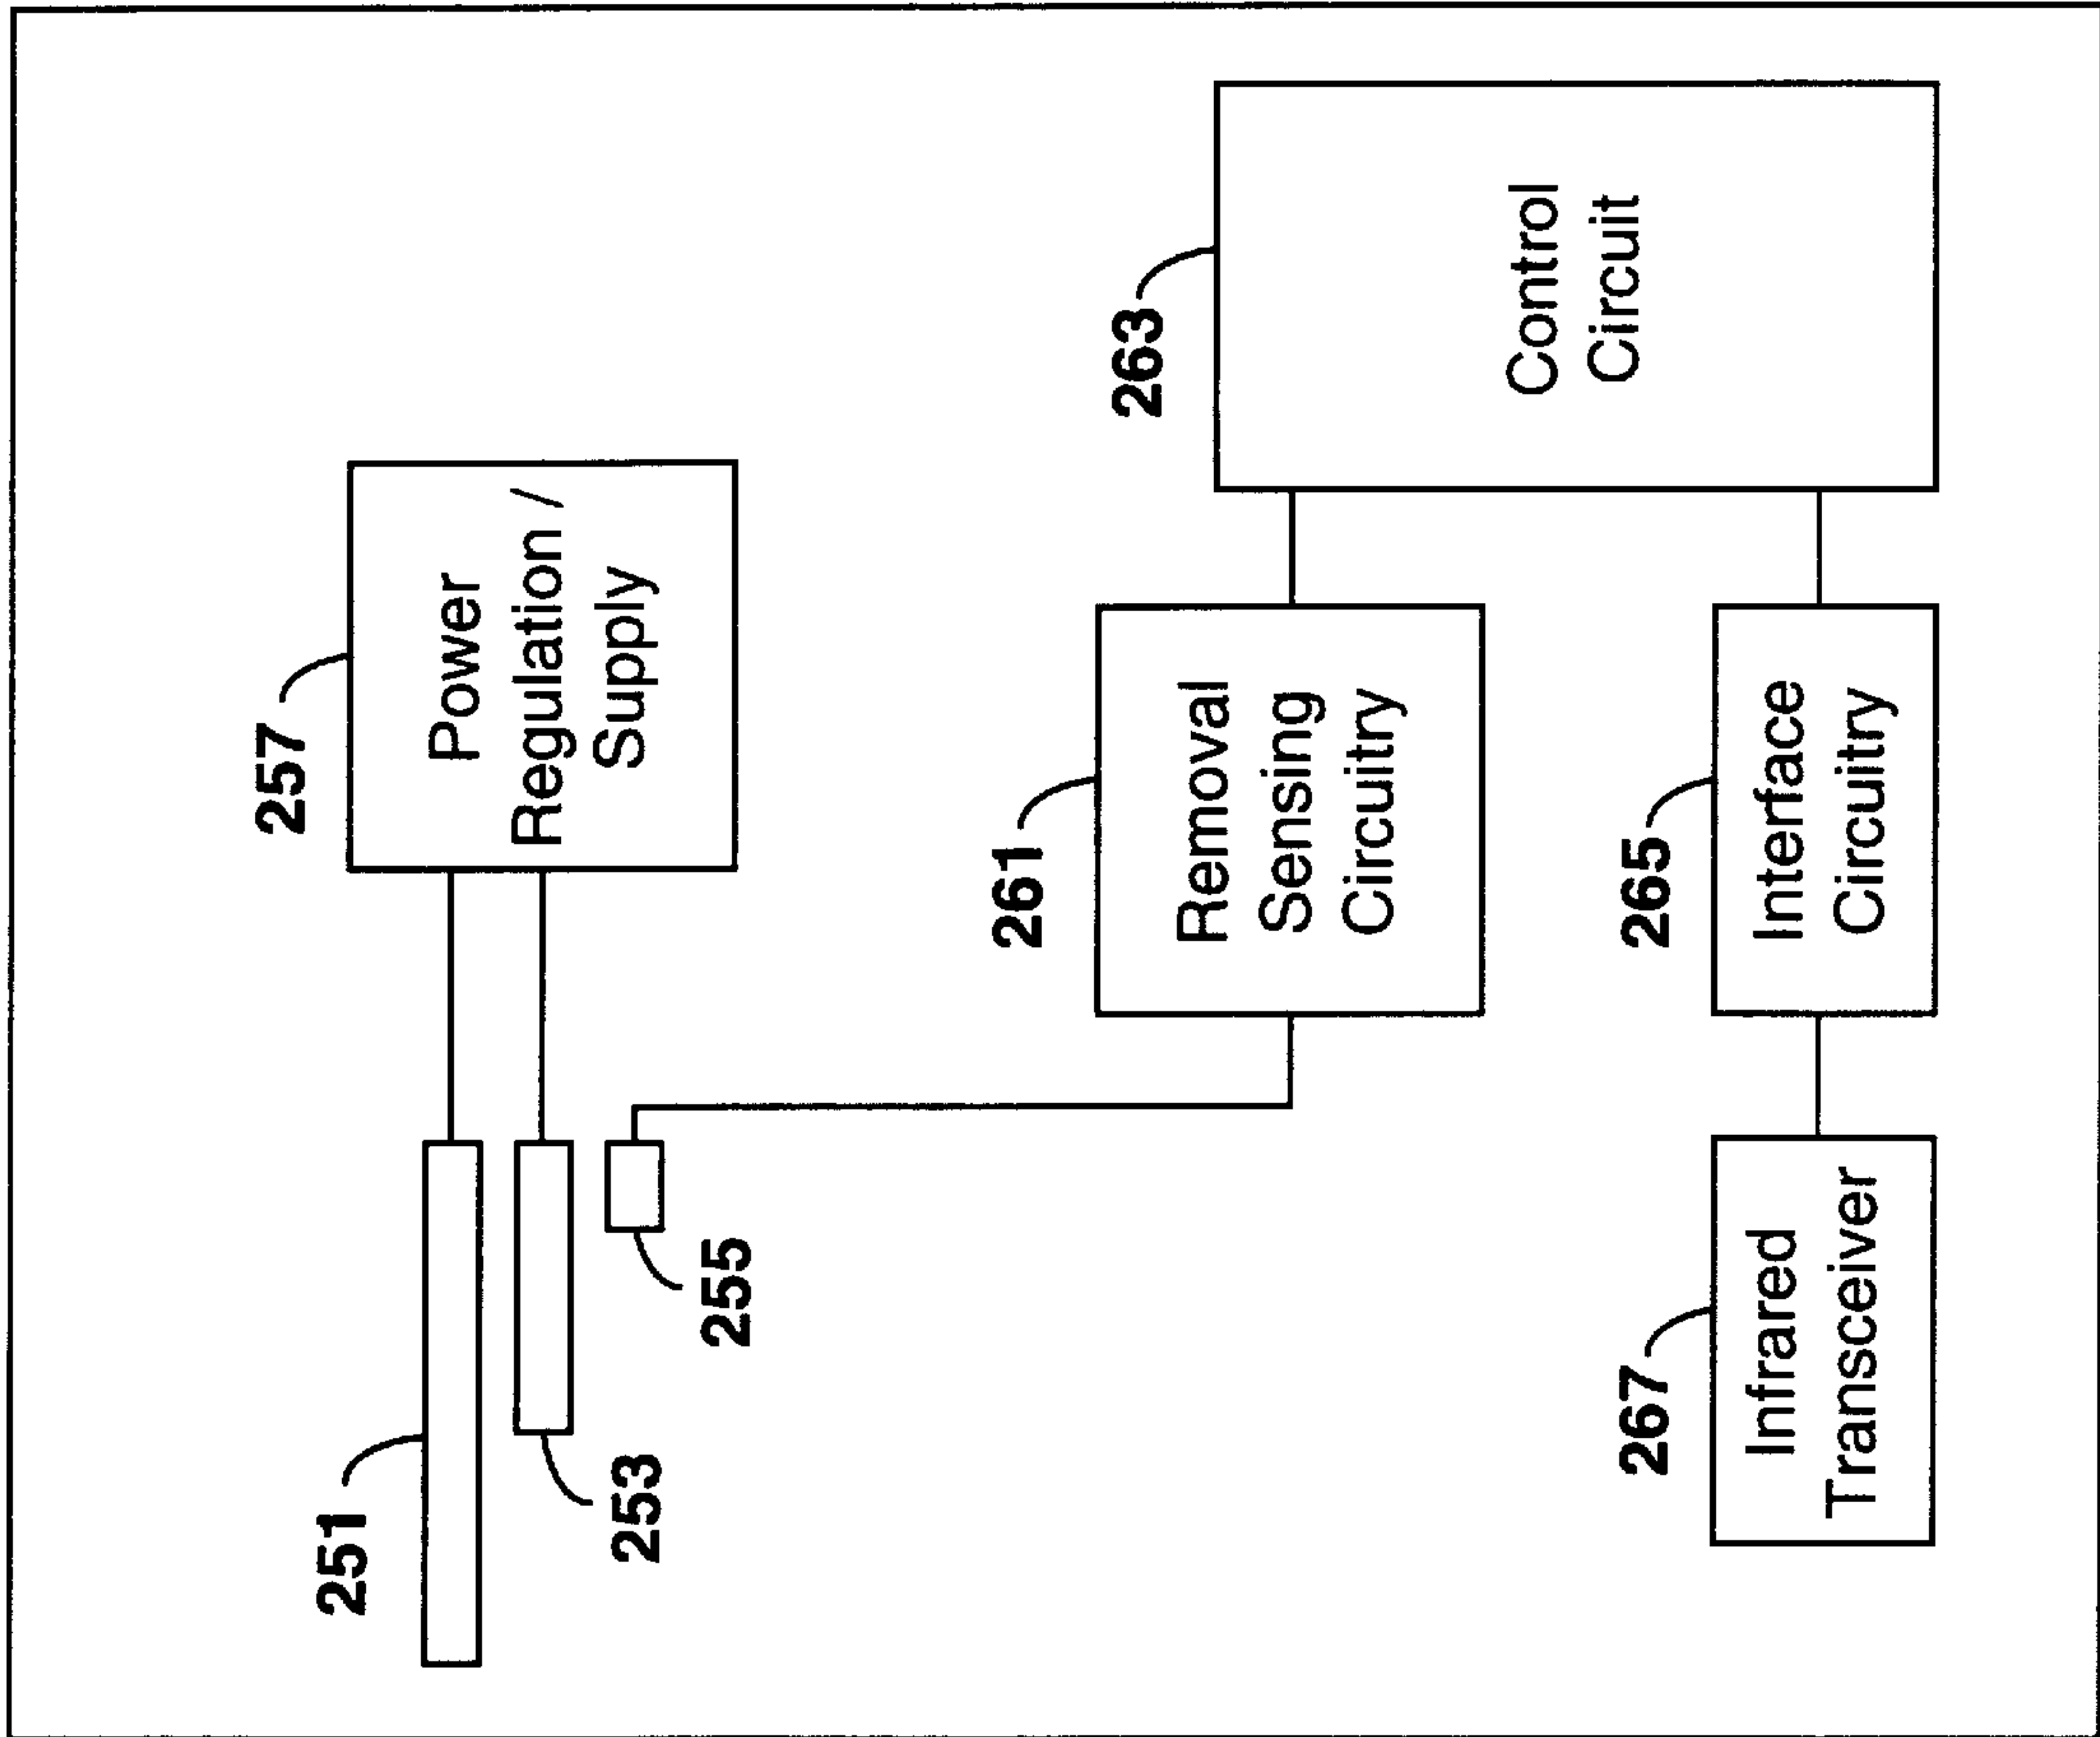 251
257
Power
Regulation /
Supply
253
255
261
Removal
Sensing
Circuitry
263
Control
Circuit
267
Infrared
Transceiver
265
Interface
Circuitry